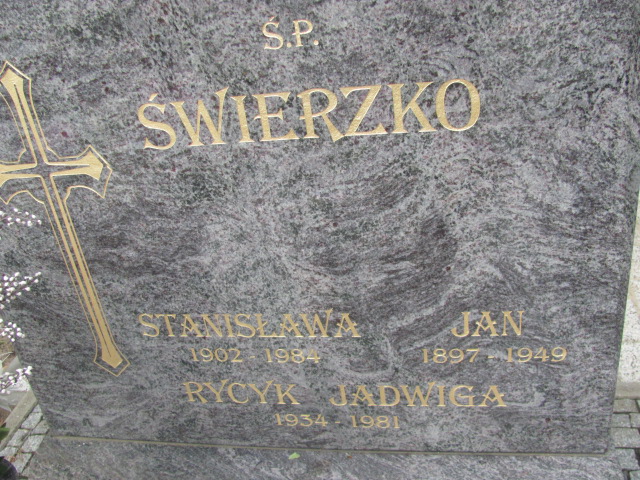 Ś.P.
ŚWIERZKO
STANISŁAWA JAN
1902 - 1984 1897 - 1949
RYCYK JADWIGA
1934 - 1981